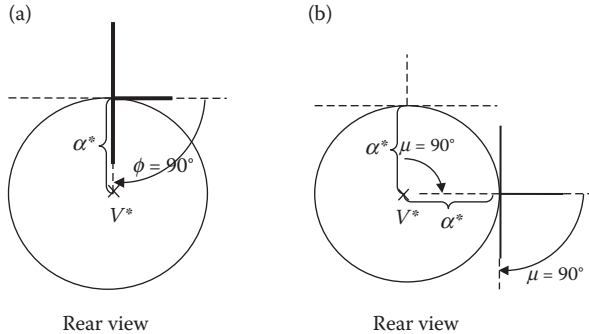 (a)
α*
ϕ = 90°
V*
Rear view
(b)
α*
μ = 90°
V*
α*
μ = 90°
Rear view